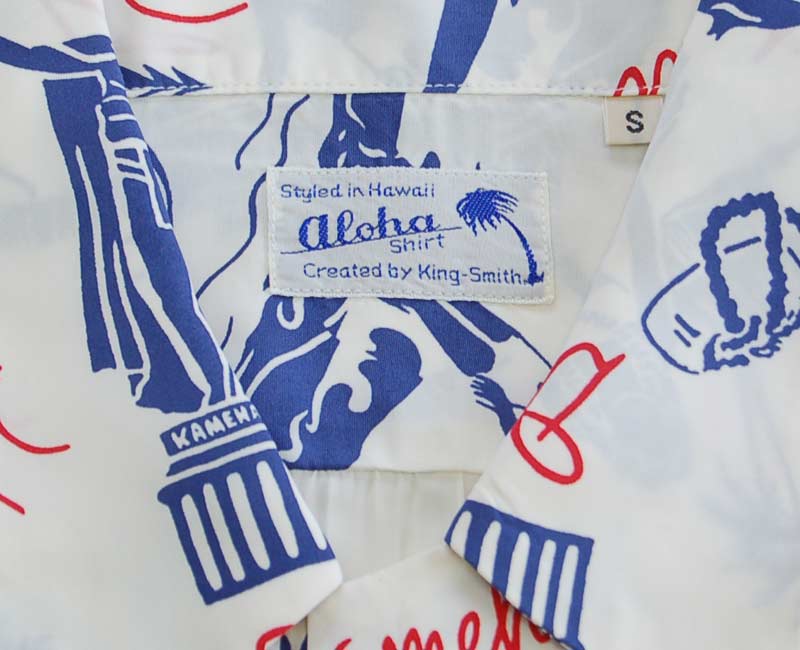 S
Styled in Hawaii
Aloha
Shirt
Created by King-Smith
KAMEHA